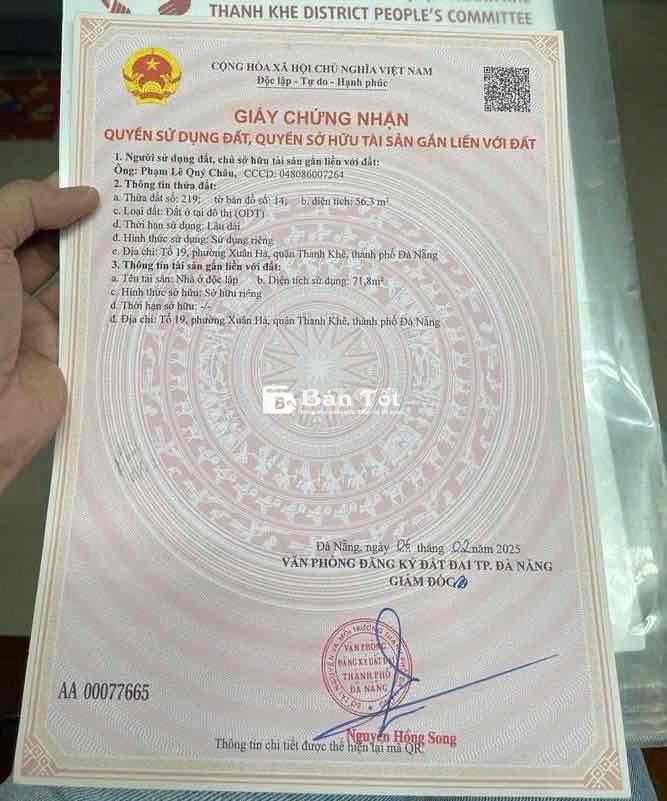 THANH KHE DISTRICT PEOPLE'S COMMITTEE
CỘNG HÒA XÃ HỘI CHỦ NGHĨA VIỆT NAM
Độc lập - Tự do - Hạnh phúc
GIẤY CHỨNG NHẬN
QUYỀN SỬ DỤNG ĐẤT, QUYỀN SỞ HỮU TÀI SẢN GẮN LIỀN VỚI ĐẤT
1. Người sử dụng đất, chủ sở hữu tài sản gắn liền với đất:
Ông: Phạm Lê Quý Châu, CCCD: 048086007264
2. Thông tin thửa đất:
a. Thửa đất số: 219; tờ bản đồ số: 14; b. diện tích: 56,3 m²
c. Loại đất: Đất ở tại đô thị (ODT)
d. Thời hạn sử dụng: Lâu dài
đ. Hình thức sử dụng: Sử dụng riêng
e. Địa chỉ: Tổ 19, phường Xuân Hà, quận Thanh Khê, thành phố Đà Nẵng
3. Thông tin tài sản gắn liền với đất:
a. Tên tài sản: Nhà ở độc lập b. Diện tích sử dụng: 71,8m²
c. Hình thức sở hữu: Sở hữu riêng
d. Thời hạn sở hữu: -/-
đ. Địa chỉ: Tổ 19, phường Xuân Hà, quận Thanh Khê, thành phố Đà Nẵng
Bán Tốt
Đà Nẵng, ngày 06 tháng 02 năm 2025
VĂN PHÒNG ĐĂNG KÝ ĐẤT ĐAI TP. ĐÀ NẴNG
GIÁM ĐỐC
VĂN PHÒNG
ĐĂNG KÝ ĐẤT ĐAI
THÀNH PHỐ
ĐÀ NẴNG
AA 00077665
Nguyễn Hồng Song
Thông tin chi tiết được thể hiện tại mã QR